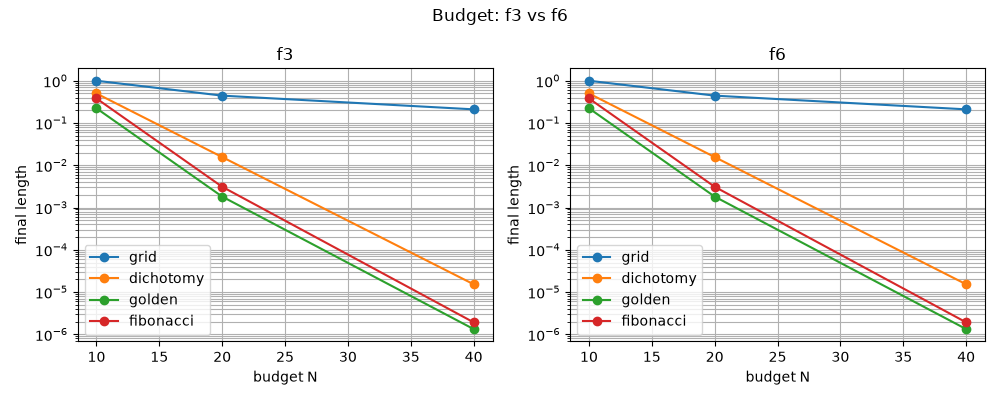 Budget: f3 vs f6
f3
final length
10⁰
10⁻¹
10⁻²
10⁻³
10⁻⁴
10⁻⁵
10⁻⁶
grid
dichotomy
golden
fibonacci
10 15 20 25 30 35 40
budget N
f6
final length
10⁰
10⁻¹
10⁻²
10⁻³
10⁻⁴
10⁻⁵
10⁻⁶
grid
dichotomy
golden
fibonacci
10 15 20 25 30 35 40
budget N